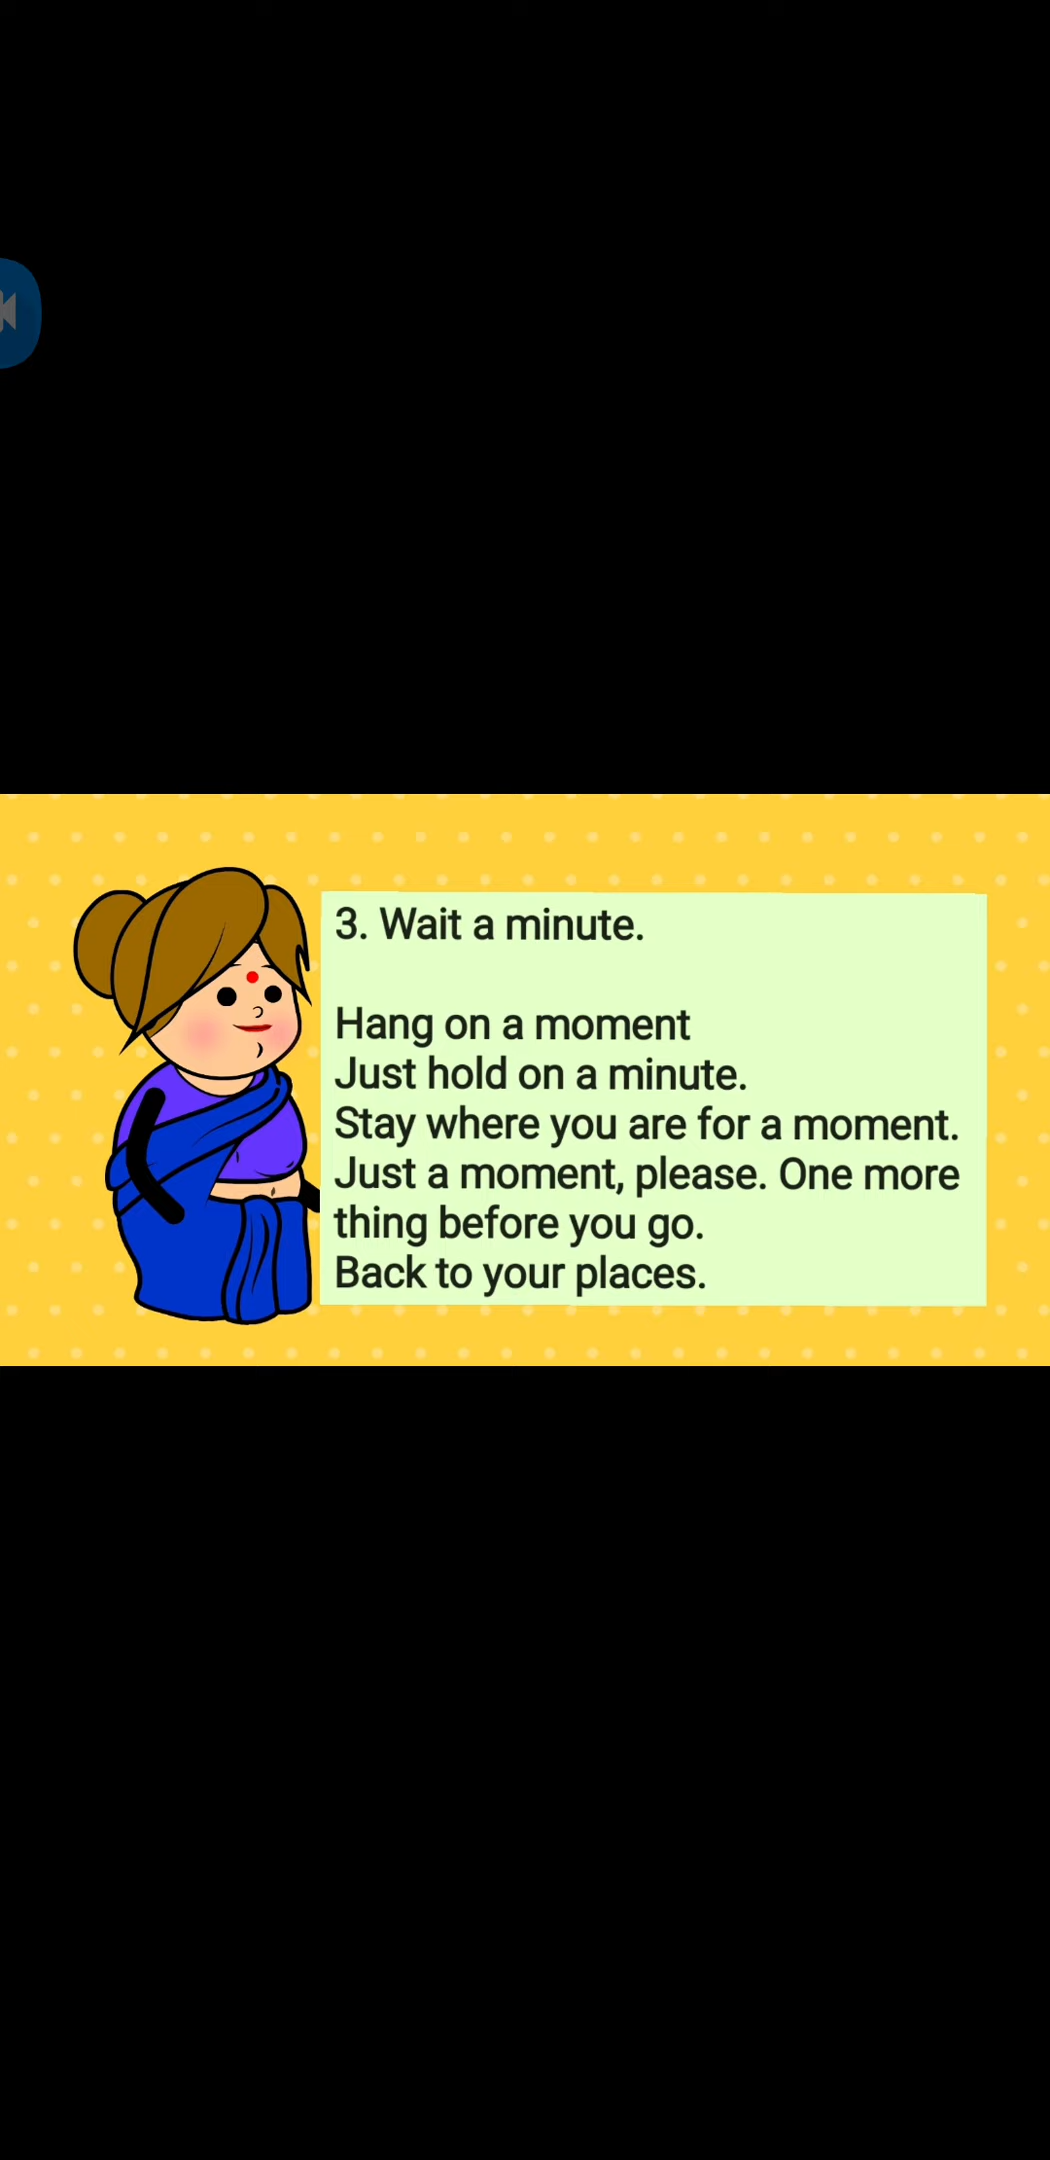 3. Wait a minute.
Hang on a moment
Just hold on a minute.
Stay where you are for a moment.
Just a moment, please. One more
thing before you go.
Back to your places.